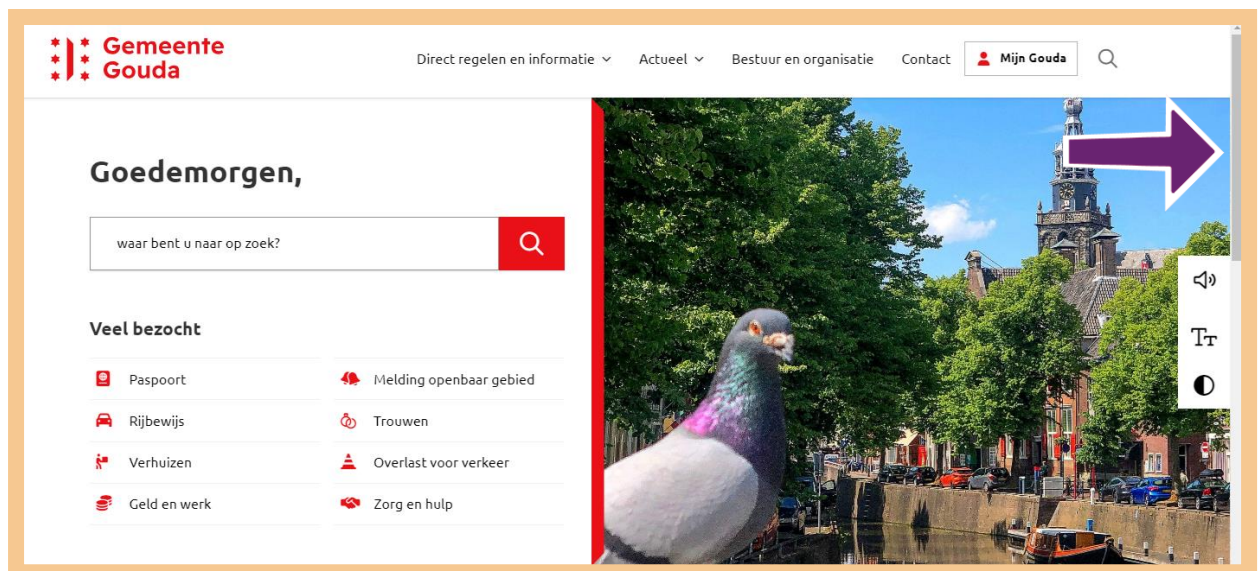 Gemeente
Gouda
Direct regelen en informatie Actueel Bestuur en organisatie Contact Mijn Gouda
Goedemorgen,
waar bent u naar op zoek?
Veel bezocht
Paspoort Melding openbaar gebied
Rijbewijs Trouwen
Verhuizen Overlast voor verkeer
Geld en werk Zorg en hulp
TT